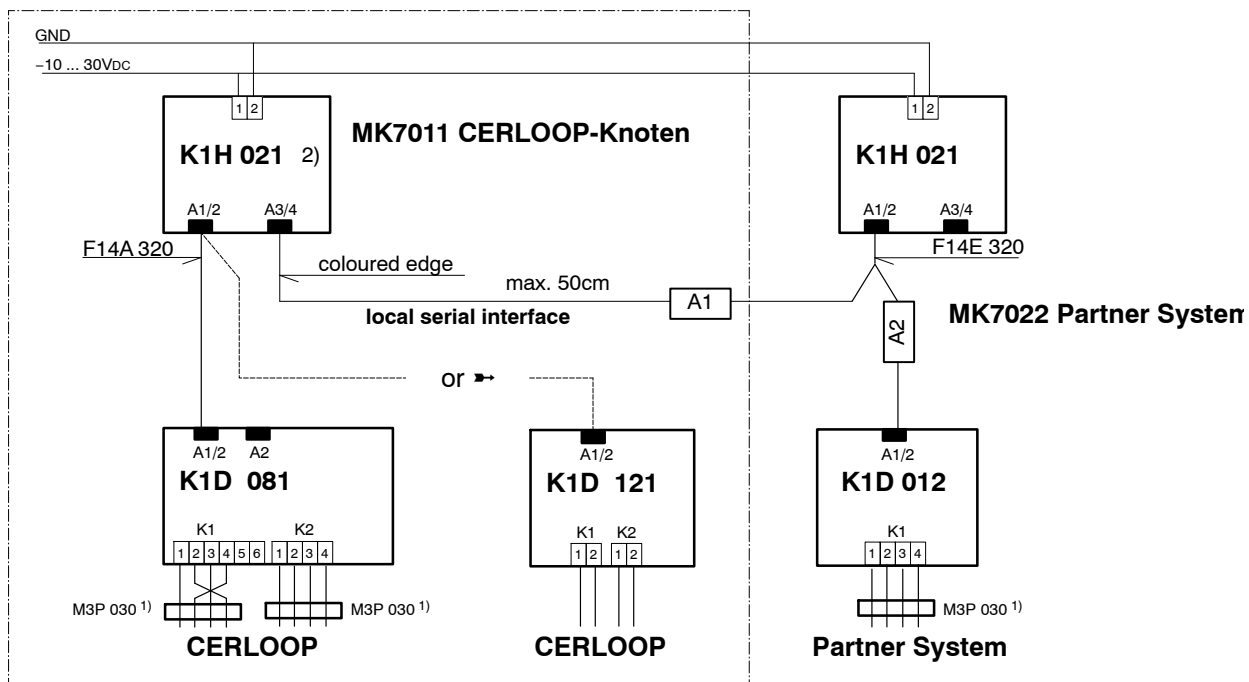 GND
−10 ... 30VDC
1 2
1 2
MK7011 CERLOOP-Knoten
K1H 021 2)
K1H 021
A1/2 A3/4
A1/2 A3/4
F14A 320
F14E 320
coloured edge
max. 50cm
A1
local serial interface
MK7022 Partner System
A2
or
A1/2 A2
A1/2
A1/2
K1D 081
K1D 121
K1D 012
K1 K2
K1 K2
K1
1 2 3 4 5 6 1 2 3 4
1 2 1 2
1 2 3 4
M3P 030 1)
M3P 030 1)
M3P 030 1)
CERLOOP
CERLOOP
Partner System